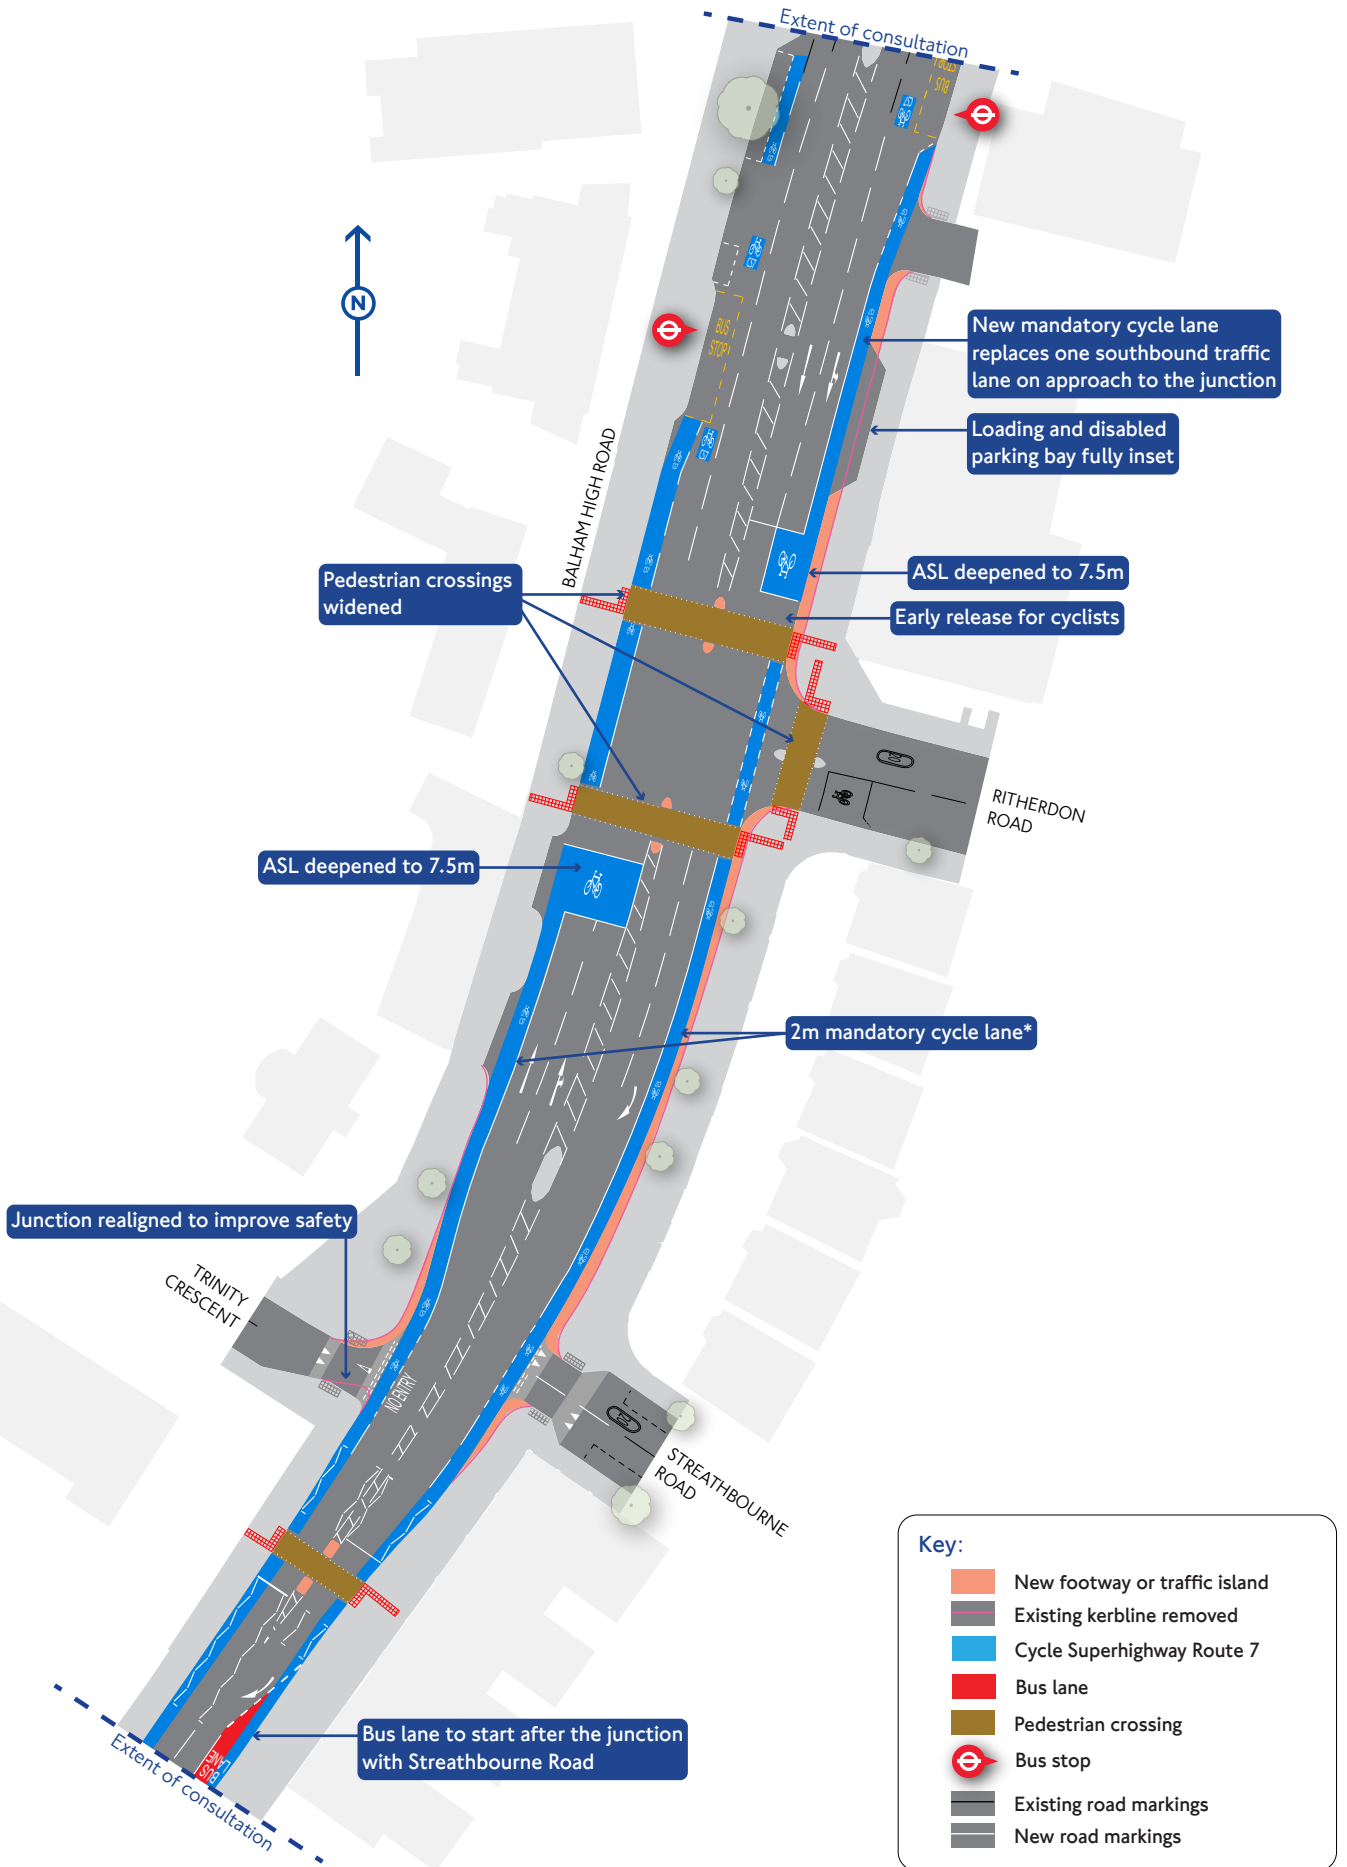 Extent of consultation
BUS
STOP
N
BUS
STOP
New mandatory cycle lane
replaces one southbound traffic
lane on approach to the junction
Loading and disabled
parking bay fully inset
BALHAM HIGH ROAD
ASL deepened to 7.5m
Pedestrian crossings
widened
Early release for cyclists
RITHERDON
ROAD
ASL deepened to 7.5m
2m mandatory cycle lane*
Junction realigned to improve safety
TRINITY
CRESCENT
NO ENTRY
STREATHBOURNE
ROAD
Bus lane to start after the junction
with Streathbourne Road
BUS
LANE
Extent of consultation
Key:
New footway or traffic island
Existing kerbline removed
Cycle Superhighway Route 7
Bus lane
Pedestrian crossing
Bus stop
Existing road markings
New road markings